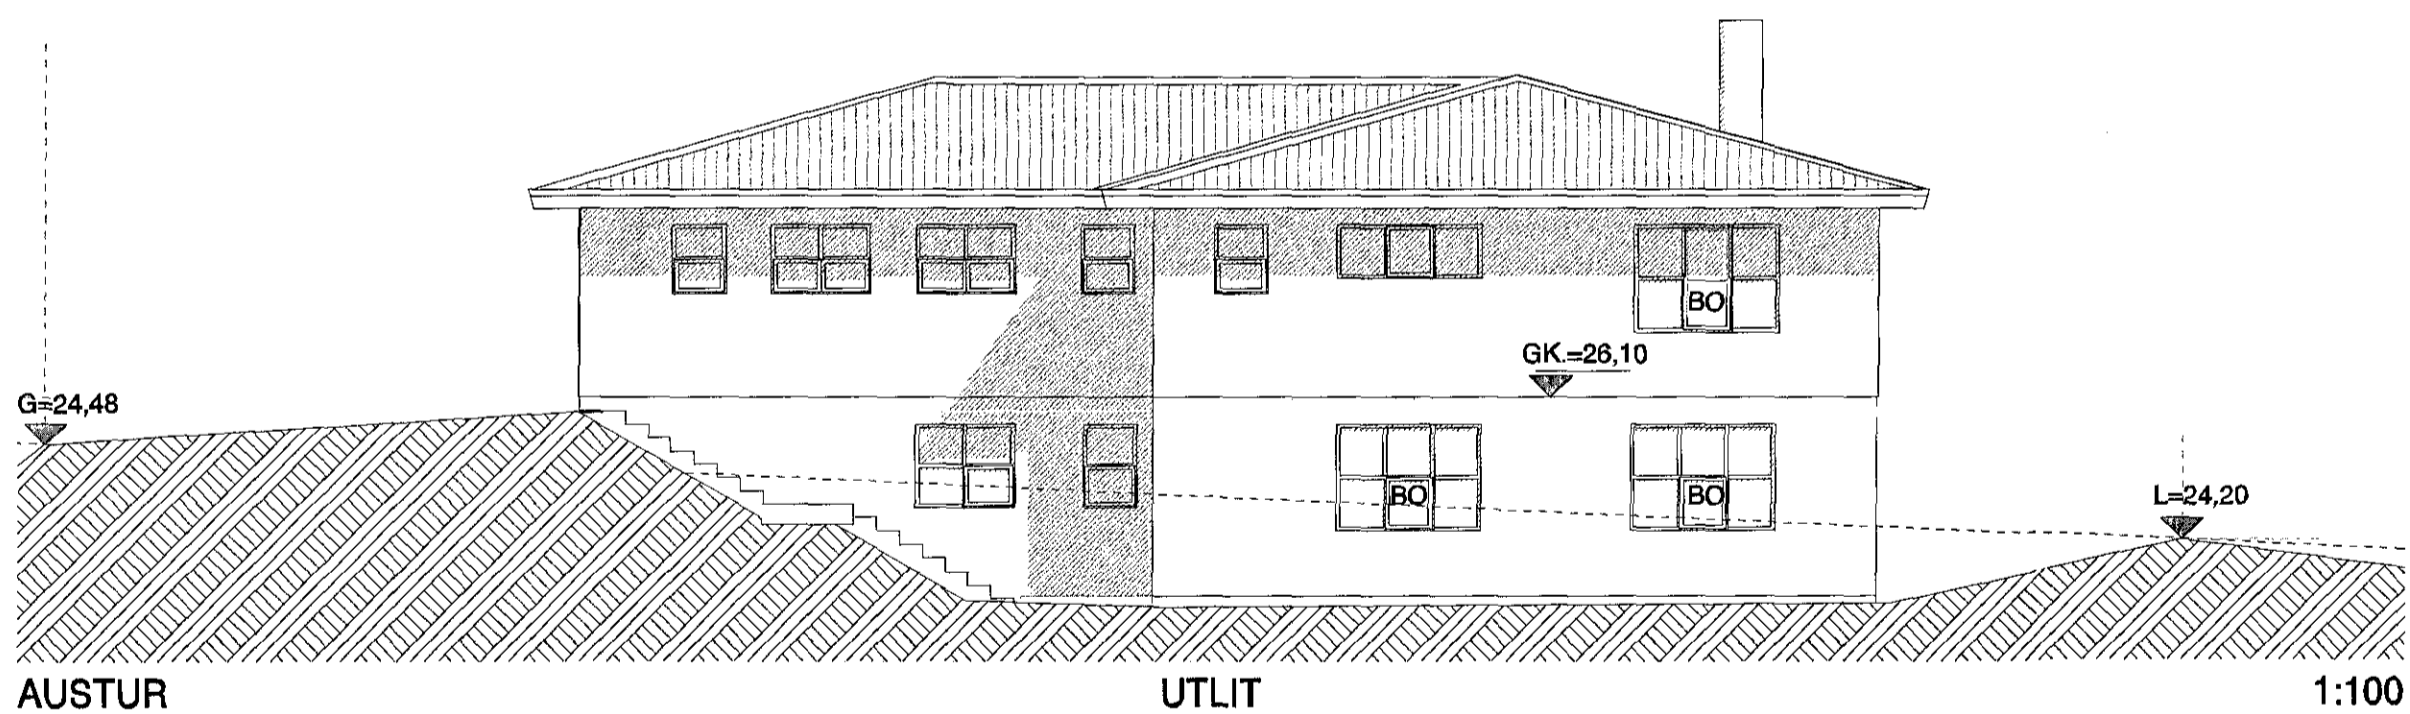 BO
GK.=26,10
G=24,48
BO
BO
L=24,20
AUSTUR
UTLIT
1:100